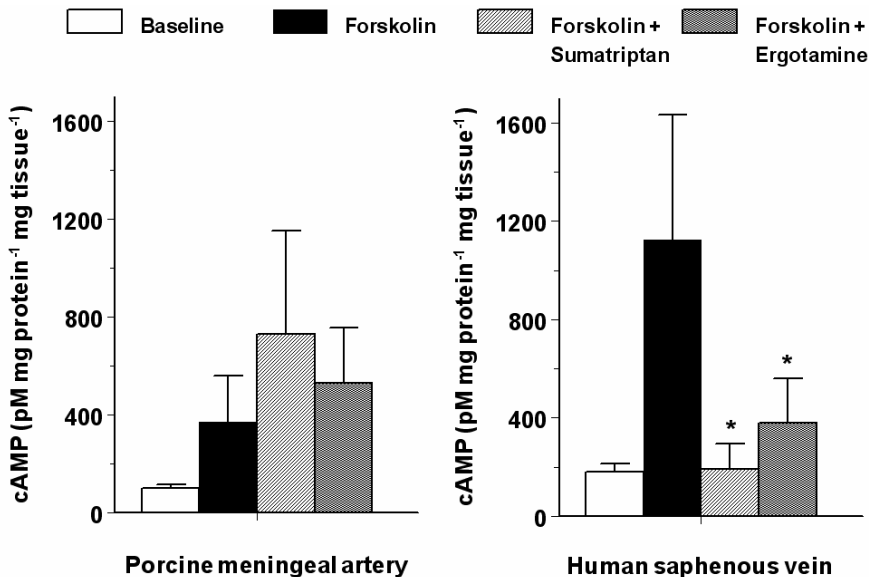 Baseline
Forskolin
Forskolin +
Sumatriptan
Forskolin +
Ergotamine
cAMP (pM mg protein⁻¹ mg tissue⁻¹)
1600
1200
800
400
0
Porcine meningeal artery
cAMP (pM mg protein⁻¹ mg tissue⁻¹)
1600
1200
800
400
0
*
*
Human saphenous vein